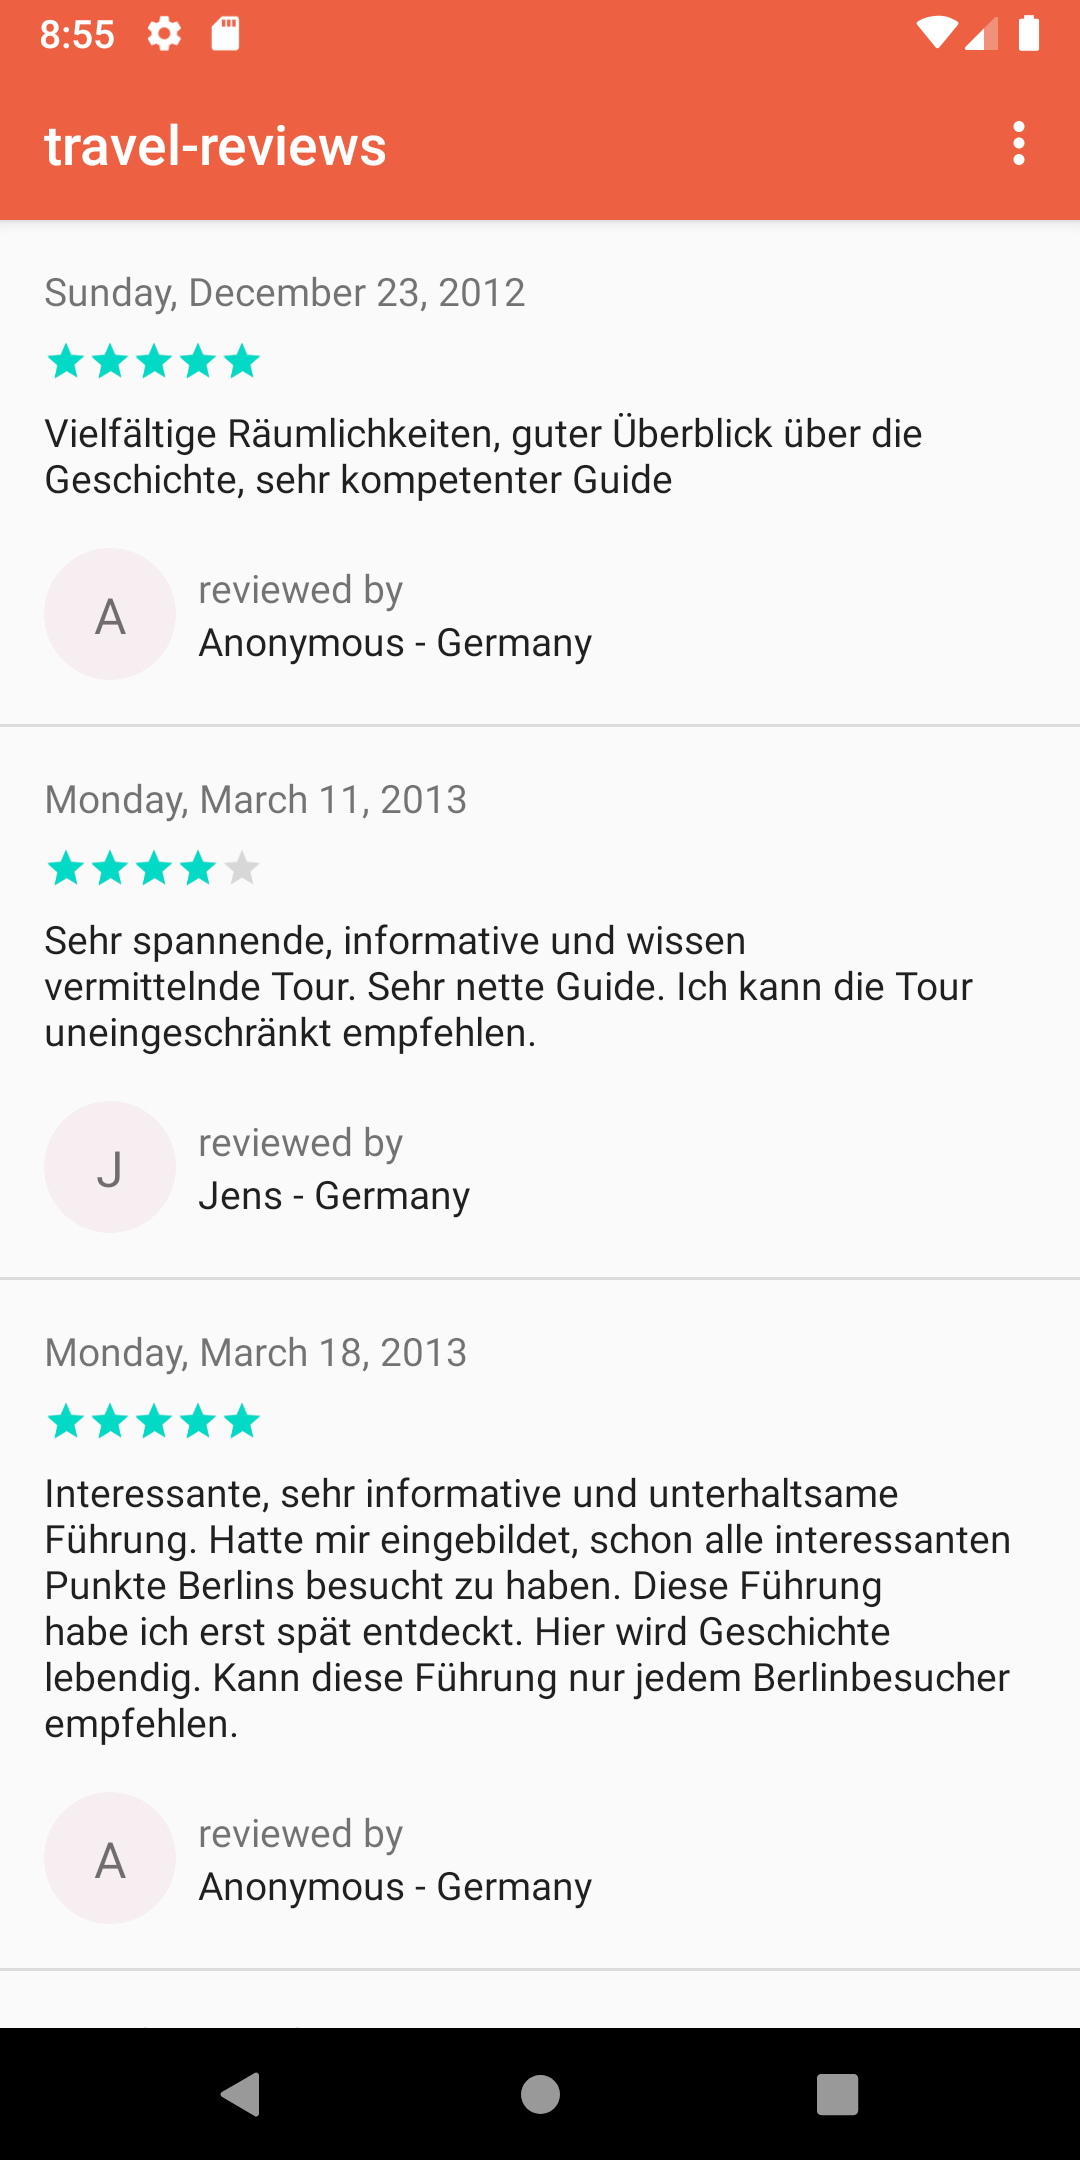 8:55
travel-reviews
Sunday, December 23, 2012
Vielfältige Räumlichkeiten, guter Überblick über die
Geschichte, sehr kompetenter Guide
A
reviewed by
Anonymous - Germany
Monday, March 11, 2013
Sehr spannende, informative und wissen
vermittelnde Tour. Sehr nette Guide. Ich kann die Tour
uneingeschränkt empfehlen.
J
reviewed by
Jens - Germany
Monday, March 18, 2013
Interessante, sehr informative und unterhaltsame
Führung. Hatte mir eingebildet, schon alle interessanten
Punkte Berlins besucht zu haben. Diese Führung
habe ich erst spät entdeckt. Hier wird Geschichte
lebendig. Kann diese Führung nur jedem Berlinbesucher
empfehlen.
A
reviewed by
Anonymous - Germany